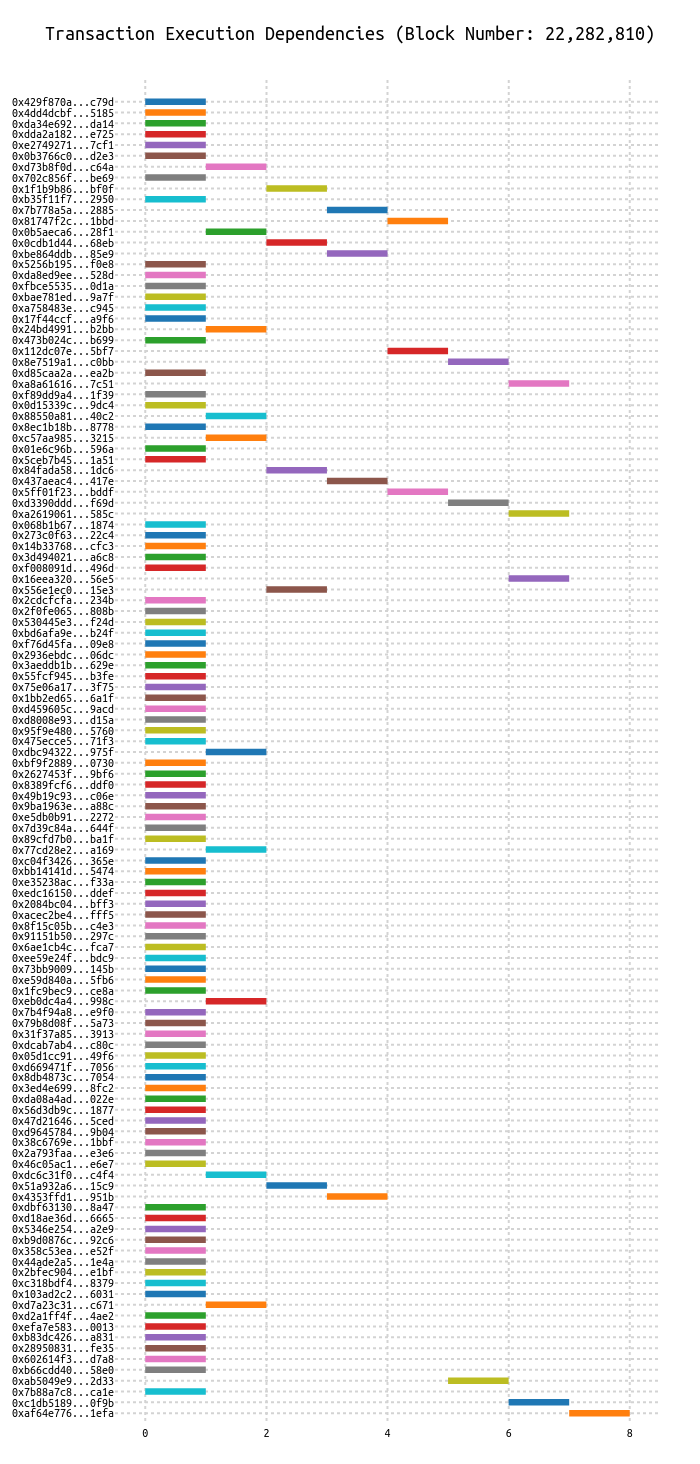 Transaction Execution Dependencies (Block Number: 22,282,810)
0x429f870a...c79d
0x4dd4dcbf...5185
0xda34e692...da14
0xdda2a182...e725
0xe2749271...7cf1
0x0b3766c0...d2e3
0xd73b8f0d...c64a
0x702c856f...be69
0x1f1b9b86...bf0f
0xb35f11f7...2950
0x7b778a5a...2885
0x81747f2c...1bbd
0x0b5aeca6...28f1
0x0cdb1d44...68eb
0xbe864ddb...85e9
0x5256b195...f0e8
0xda8ed9ee...528d
0xfbce5535...0d1a
0xbae781ed...9a7f
0xa758483e...c945
0x17f44ccf...a9f6
0x24bd4991...b2bb
0x473b024c...b699
0x112dc07e...5bf7
0x8e7519a1...c0bb
0xd85caa2a...ea2b
0xa8a61616...7c51
0xf89dd9a4...1f39
0x0d15339c...9dc4
0x88550a81...40c2
0x8ec1b18b...8778
0xc57aa985...3215
0x01e6c96b...596a
0x5ceb7b45...1a51
0x84fada58...1dc6
0x437aeac4...417e
0x5ff01f23...bddf
0xd3390ddd...f69d
0xa2619061...585c
0x068b1b67...1874
0x273c0f63...22c4
0x14b33768...cfc3
0x3d494021...a6c8
0xf008091d...496d
0x16eea320...56e5
0x556e1ec0...15e3
0x2cdcfcfa...234b
0x2f0fe065...808b
0x530445e3...f24d
0xbd6afa9e...b24f
0xf76d45fa...09e8
0x2936ebdc...06dc
0x3aeddb1b...629e
0x55fcf945...b3fe
0x75e06a17...3f75
0x1bb2ed65...6a1f
0xd459605c...9acd
0xd8008e93...d15a
0x95f9e480...5760
0x475ecce5...71f3
0xdbc94322...975f
0xbf9f2889...0730
0x2627453f...9bf6
0x8389fcf6...ddf0
0x49b19c93...c06e
0x9ba1963e...a88c
0xe5db0b91...2272
0x7d39c84a...644f
0x89cfd7b0...ba1f
0x77cd28e2...a169
0xc04f3426...365e
0xbb14141d...5474
0xe35238ac...f33a
0xedc16150...ddef
0x2084bc04...bff3
0xacec2be4...fff5
0x8f15c05b...c4e3
0x91151b50...297c
0x6ae1cb4c...fca7
0xee59e24f...bdc9
0x73bb9009...145b
0xe59d840a...5fb6
0x1fc9bec9...ce8a
0xeb0dc4a4...998c
0x7b4f94a8...e9f0
0x79b8d08f...5a73
0x31f37a85...3913
0xdcab7ab4...c80c
0x05d1cc91...49f6
0xd669471f...7056
0x8db4873c...7054
0x3ed4e699...8fc2
0xda08a4ad...022e
0x56d3db9c...1877
0x47d21646...5ced
0xd9645784...9b04
0x38c6769e...1bbf
0x2a793faa...e3e6
0x46c05ac1...e6e7
0xdc6c31f0...c4f4
0x51a932a6...15c9
0x4353ffd1...951b
0xdbf63130...8a47
0xd18ae36d...6665
0x5346e254...a2e9
0xb9d0876c...92c6
0x358c53ea...e52f
0x44ade2a5...1e4a
0x2bfec904...e1bf
0xc318bdf4...8379
0x103ad2c2...6031
0xd7a23c31...c671
0xd2a1ff4f...4ae2
0xefa7e583...0013
0xb83dc426...a831
0x28950831...fe35
0x602614f3...d7a8
0xb66cdd40...58e0
0xab5049e9...2d33
0x7b88a7c8...ca1e
0xc1db5189...0f9b
0xaf64e776...1efa
0 2 4 6 8